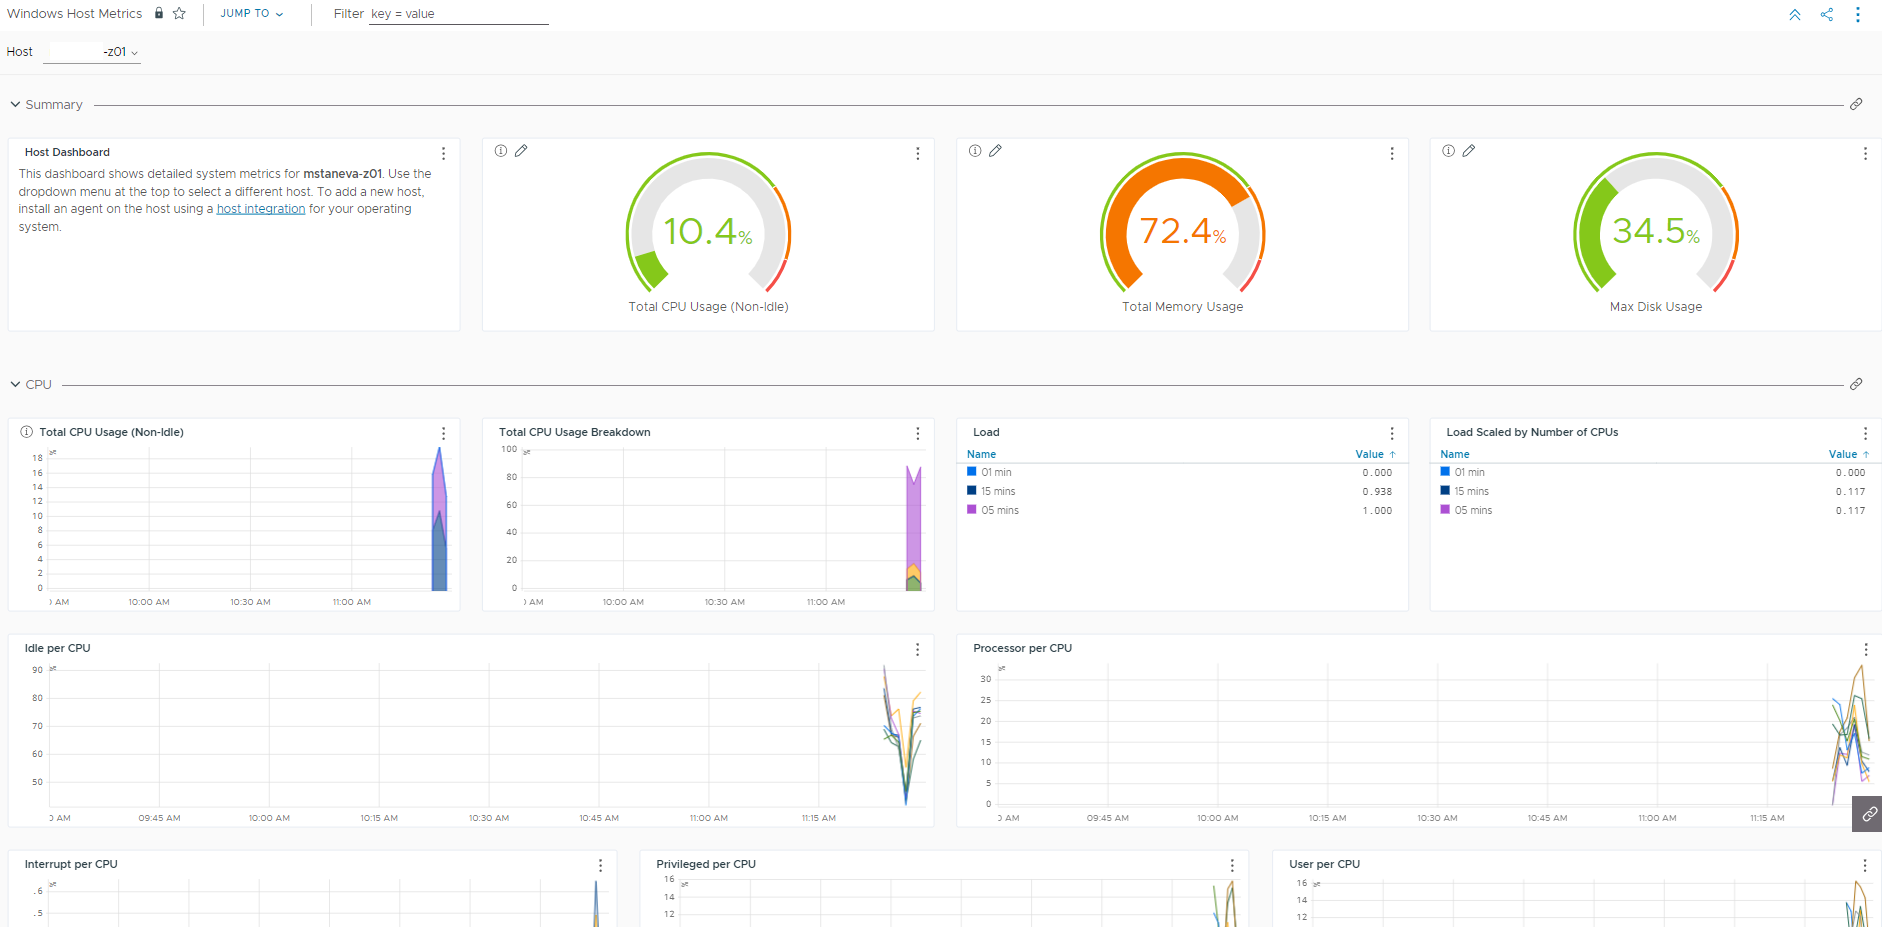 Windows Host Metrics JUMP TO Filter key = value
Host -z01
Summary
Host Dashboard
This dashboard shows detailed system metrics for mstaneva-z01. Use the
dropdown menu at the top to select a different host. To add a new host,
install an agent on the host using a host integration for your operating
system.
10.4%
Total CPU Usage (Non-Idle)
72.4%
Total Memory Usage
34.5%
Max Disk Usage
CPU
Total CPU Usage (Non-Idle)
18
16
14
12
10
8
6
4
2
0
AM 10:00 AM 10:30 AM 11:00 AM
Total CPU Usage Breakdown
100
80
60
40
20
0
AM 10:00 AM 10:30 AM 11:00 AM
Load
Name Value ↑
01 min 0.000
15 mins 0.938
05 mins 1.000
Load Scaled by Number of CPUs
Name Value ↑
01 min 0.000
15 mins 0.117
05 mins 0.117
Idle per CPU
90
80
70
60
50
0 AM 09:45 AM 10:00 AM 10:15 AM 10:30 AM 10:45 AM 11:00 AM 11:15 AM
Processor per CPU
30
25
20
15
10
5
0
0 AM 09:45 AM 10:00 AM 10:15 AM 10:30 AM 10:45 AM 11:00 AM 11:15 AM
Interrupt per CPU
.6
.5
Privileged per CPU
16
14
12
User per CPU
16
14
12